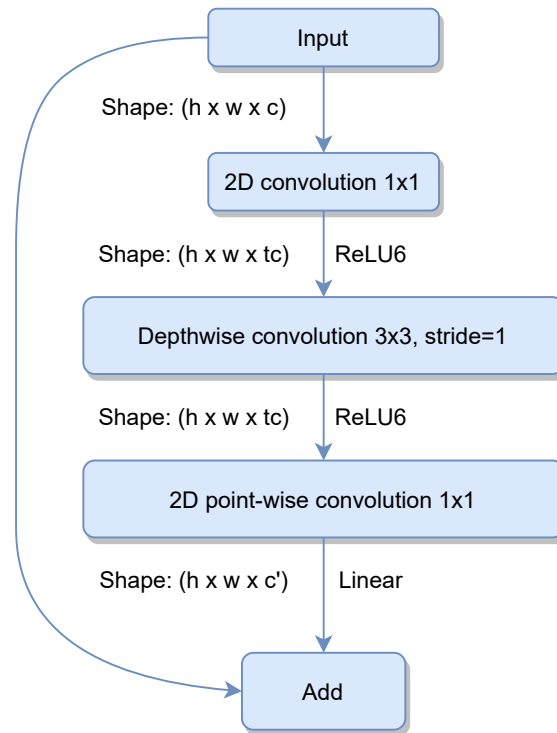 Input
Shape: (h x w x c)
2D convolution 1x1
Shape: (h x w x tc) ReLU6
Depthwise convolution 3x3, stride=1
Shape: (h x w x tc) ReLU6
2D point-wise convolution 1x1
Shape: (h x w x c') Linear
Add